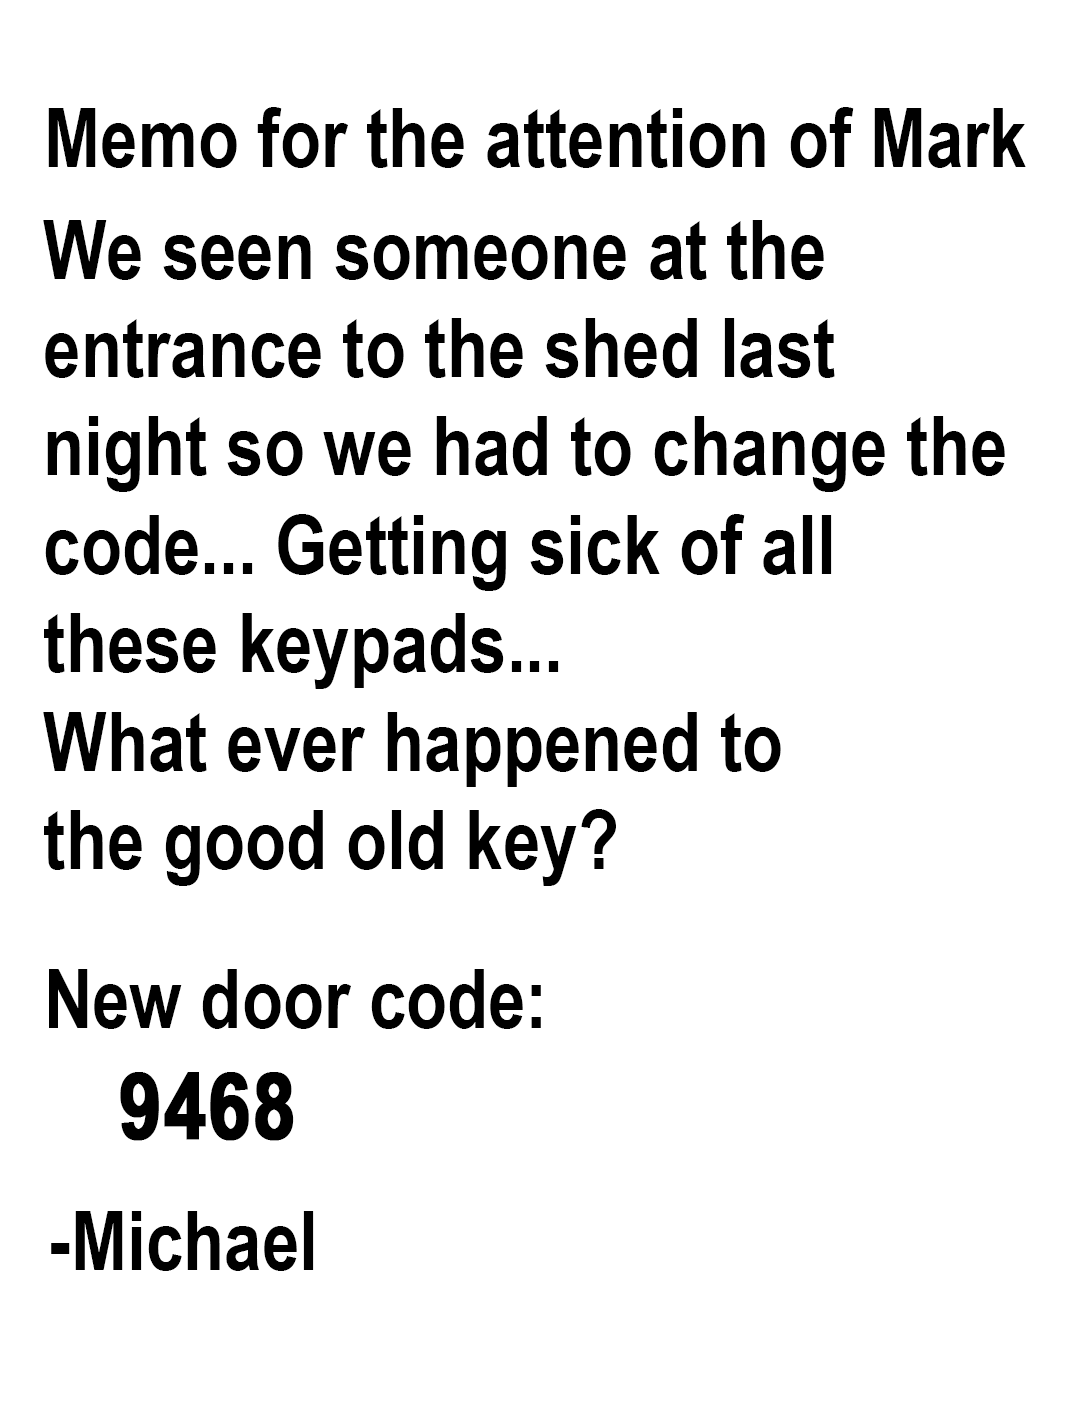 Memo for the attention of Mark
We seen someone at the
entrance to the shed last
night so we had to change the
code... Getting sick of all
these keypads...
What ever happened to
the good old key?
New door code:
9468
-Michael